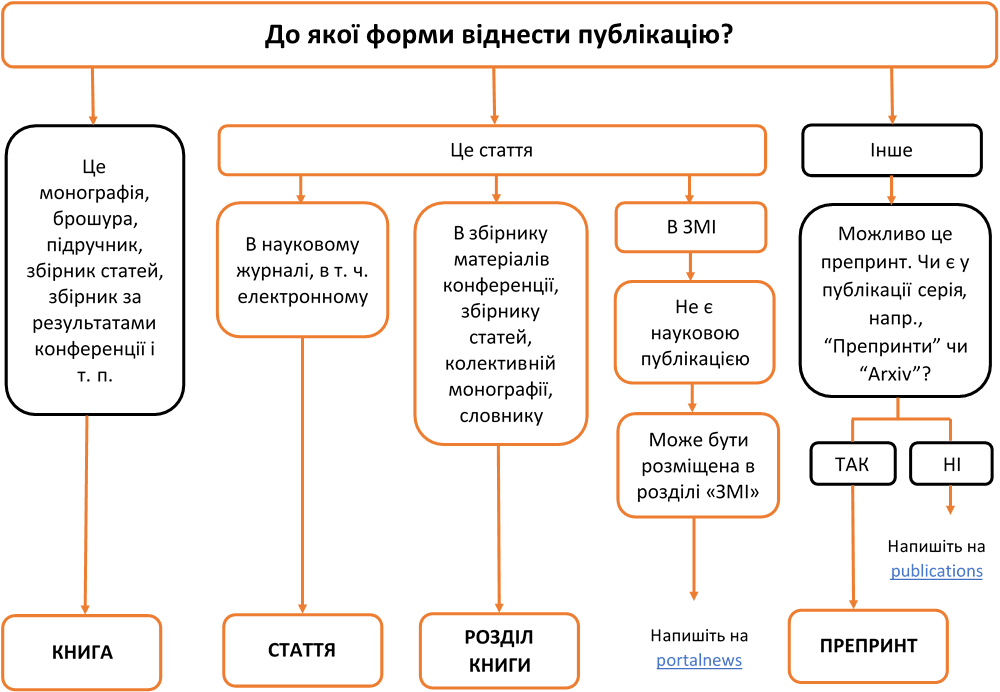 До якої форми віднести публікацію?
Це
монографія,
брошура,
підручник,
збірник статей,
збірник за
результатами
конференції і
т. п.
КНИГА
Це стаття
В науковому
журналі, в т. ч.
електронному
СТАТТЯ
В збірнику
матеріалів
конференції,
збірнику
статей,
колективній
монографії,
словнику
РОЗДІЛ
КНИГИ
В ЗМІ
Не є
науковою
публікацією
Може бути
розміщена в
розділі «ЗМІ»
Напишіть на
portalnews
Інше
Можливо це
препринт. Чи є у
публікації серія,
напр.,
“Препринти” чи
“Arxiv”?
ТАК
НІ
Напишіть на
publications
ПРЕПРИНТ